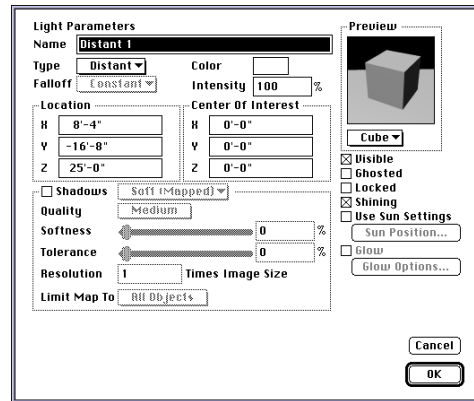 Light Parameters
Name Distant 1
Type Distant
Color
Falloff Constant
Intensity 100 %
Location
X 8'-4"
Y -16'-8"
Z 25'-0"
Center Of Interest
X 0'-0"
Y 0'-0"
Z 0'-0"
Shadows Soft (Mapped)
Quality Medium
Softness 0 %
Tolerance 0 %
Resolution 1 Times Image Size
Limit Map To All Objects
Preview
Cube
Visible
Ghosted
Locked
Shining
Use Sun Settings
Sun Position...
Glow
Glow Options...
Cancel
OK